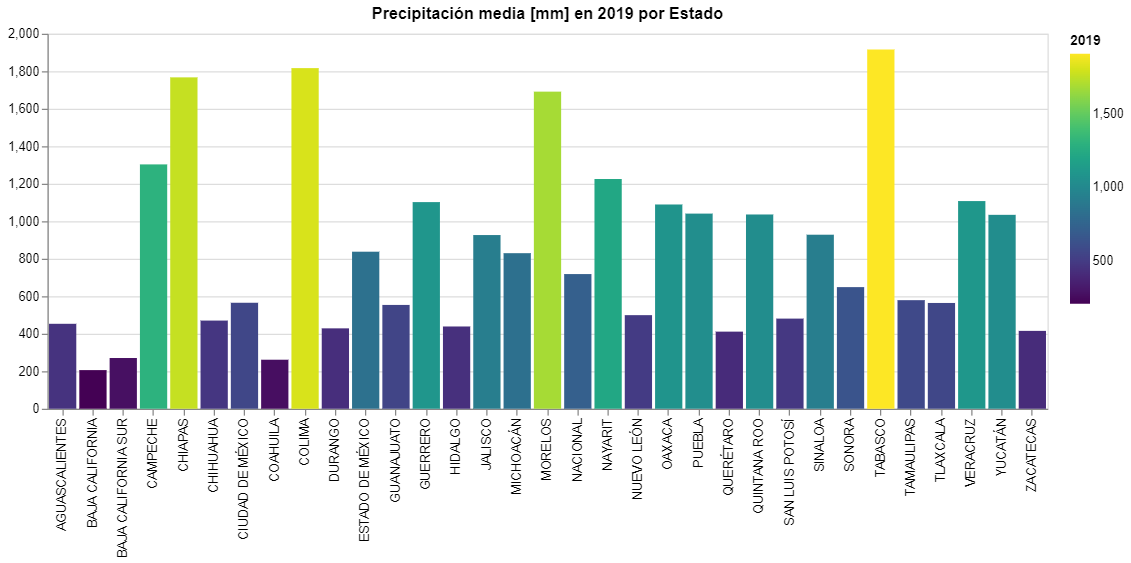 Precipitación media [mm] en 2019 por Estado
2019
2,000
1,800
1,600
1,400
1,200
1,000
800
600
400
200
0
1,500
1,000
500
AGUASCALIENTES
BAJA CALIFORNIA
BAJA CALIFORNIA SUR
CAMPECHE
CHIAPAS
CHIHUAHUA
CIUDAD DE MÉXICO
COAHUILA
COLIMA
DURANGO
ESTADO DE MÉXICO
GUANAJUATO
GUERRERO
HIDALGO
JALISCO
MICHOACÁN
MORELOS
NACIONAL
NAYARIT
NUEVO LEÓN
OAXACA
PUEBLA
QUERÉTARO
QUINTANA ROO
SAN LUIS POTOSÍ
SINALOA
SONORA
TABASCO
TAMAULIPAS
TLAXCALA
VERACRUZ
YUCATÁN
ZACATECAS